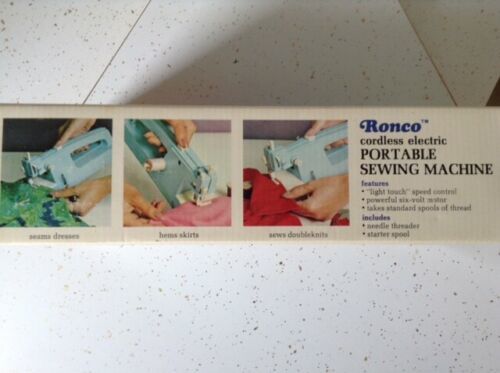 Ronco™
cordless electric
PORTABLE
SEWING MACHINE
features
• "light touch" speed control
• powerful six-volt motor
• takes standard spools of thread
includes
• needle threader
• starter spool
seams dresses
hems skirts
sews doubleknits